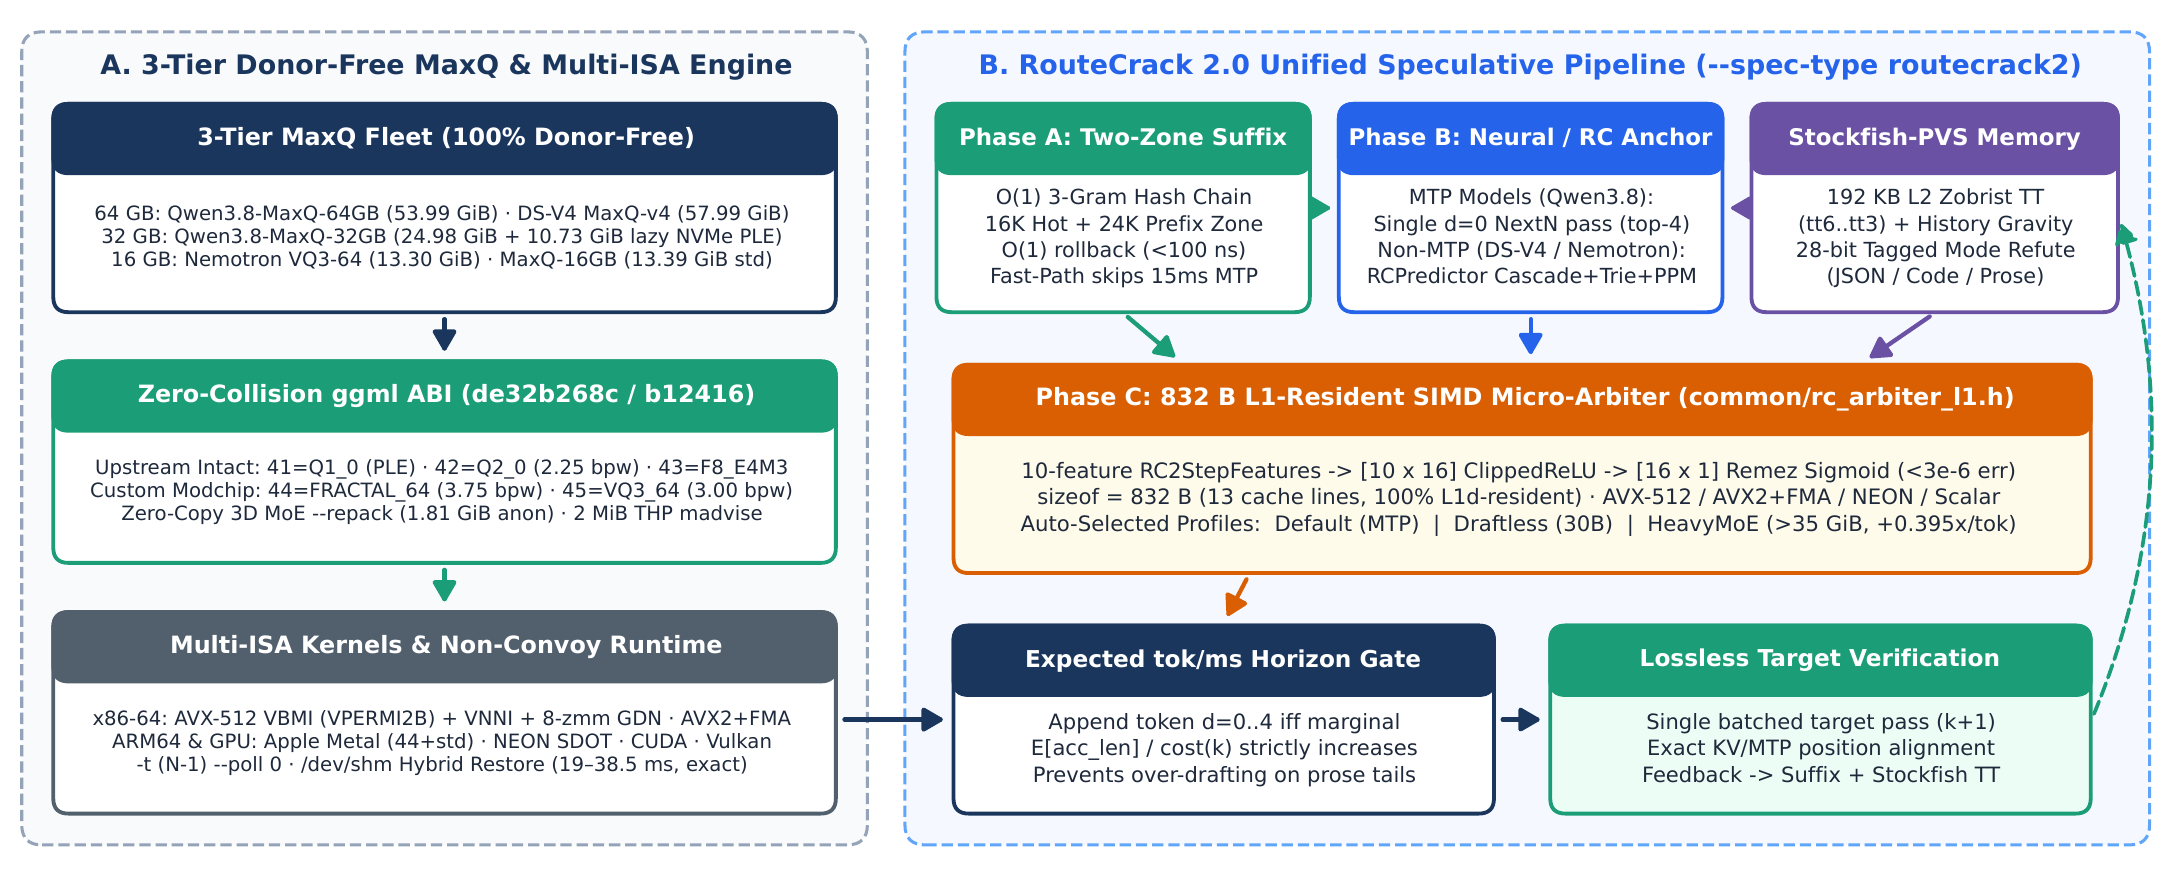 A. 3-Tier Donor-Free MaxQ & Multi-ISA Engine
3-Tier MaxQ Fleet (100% Donor-Free)
64 GB: Qwen3.8-MaxQ-64GB (53.99 GiB) · DS-V4 MaxQ-v4 (57.99 GiB)
32 GB: Qwen3.8-MaxQ-32GB (24.98 GiB + 10.73 GiB lazy NVMe PLE)
16 GB: Nemotron VQ3-64 (13.30 GiB) · MaxQ-16GB (13.39 GiB std)
Zero-Collision ggml ABI (de32b268c / b12416)
Upstream Intact: 41=Q1_0 (PLE) · 42=Q2_0 (2.25 bpw) · 43=F8_E4M3
Custom Modchip: 44=FRACTAL_64 (3.75 bpw) · 45=VQ3_64 (3.00 bpw)
Zero-Copy 3D MoE --repack (1.81 GiB anon) · 2 MiB THP madvise
Multi-ISA Kernels & Non-Convoy Runtime
x86-64: AVX-512 VBMI (VPERMI2B) + VNNI + 8-zmm GDN · AVX2+FMA
ARM64 & GPU: Apple Metal (44+std) · NEON SDOT · CUDA · Vulkan
-t (N-1) --poll 0 · /dev/shm Hybrid Restore (19–38.5 ms, exact)
B. RouteCrack 2.0 Unified Speculative Pipeline (--spec-type routecrack2)
Phase A: Two-Zone Suffix
O(1) 3-Gram Hash Chain
16K Hot + 24K Prefix Zone
O(1) rollback (<100 ns)
Fast-Path skips 15ms MTP
Phase B: Neural / RC Anchor
MTP Models (Qwen3.8):
Single d=0 NextN pass (top-4)
Non-MTP (DS-V4 / Nemotron):
RCPredictor Cascade+Trie+PPM
Stockfish-PVS Memory
192 KB L2 Zobrist TT
(tt6..tt3) + History Gravity
28-bit Tagged Mode Refute
(JSON / Code / Prose)
Phase C: 832 B L1-Resident SIMD Micro-Arbiter (common/rc_arbiter_l1.h)
10-feature RC2StepFeatures -> [10 x 16] ClippedReLU -> [16 x 1] Remez Sigmoid (<3e-6 err)
sizeof = 832 B (13 cache lines, 100% L1d-resident) · AVX-512 / AVX2+FMA / NEON / Scalar
Auto-Selected Profiles:  Default (MTP)  |  Draftless (30B)  |  HeavyMoE (>35 GiB, +0.395x/tok)
Expected tok/ms Horizon Gate
Append token d=0..4 iff marginal
E[acc_len] / cost(k) strictly increases
Prevents over-drafting on prose tails
Lossless Target Verification
Single batched target pass (k+1)
Exact KV/MTP position alignment
Feedback -> Suffix + Stockfish TT